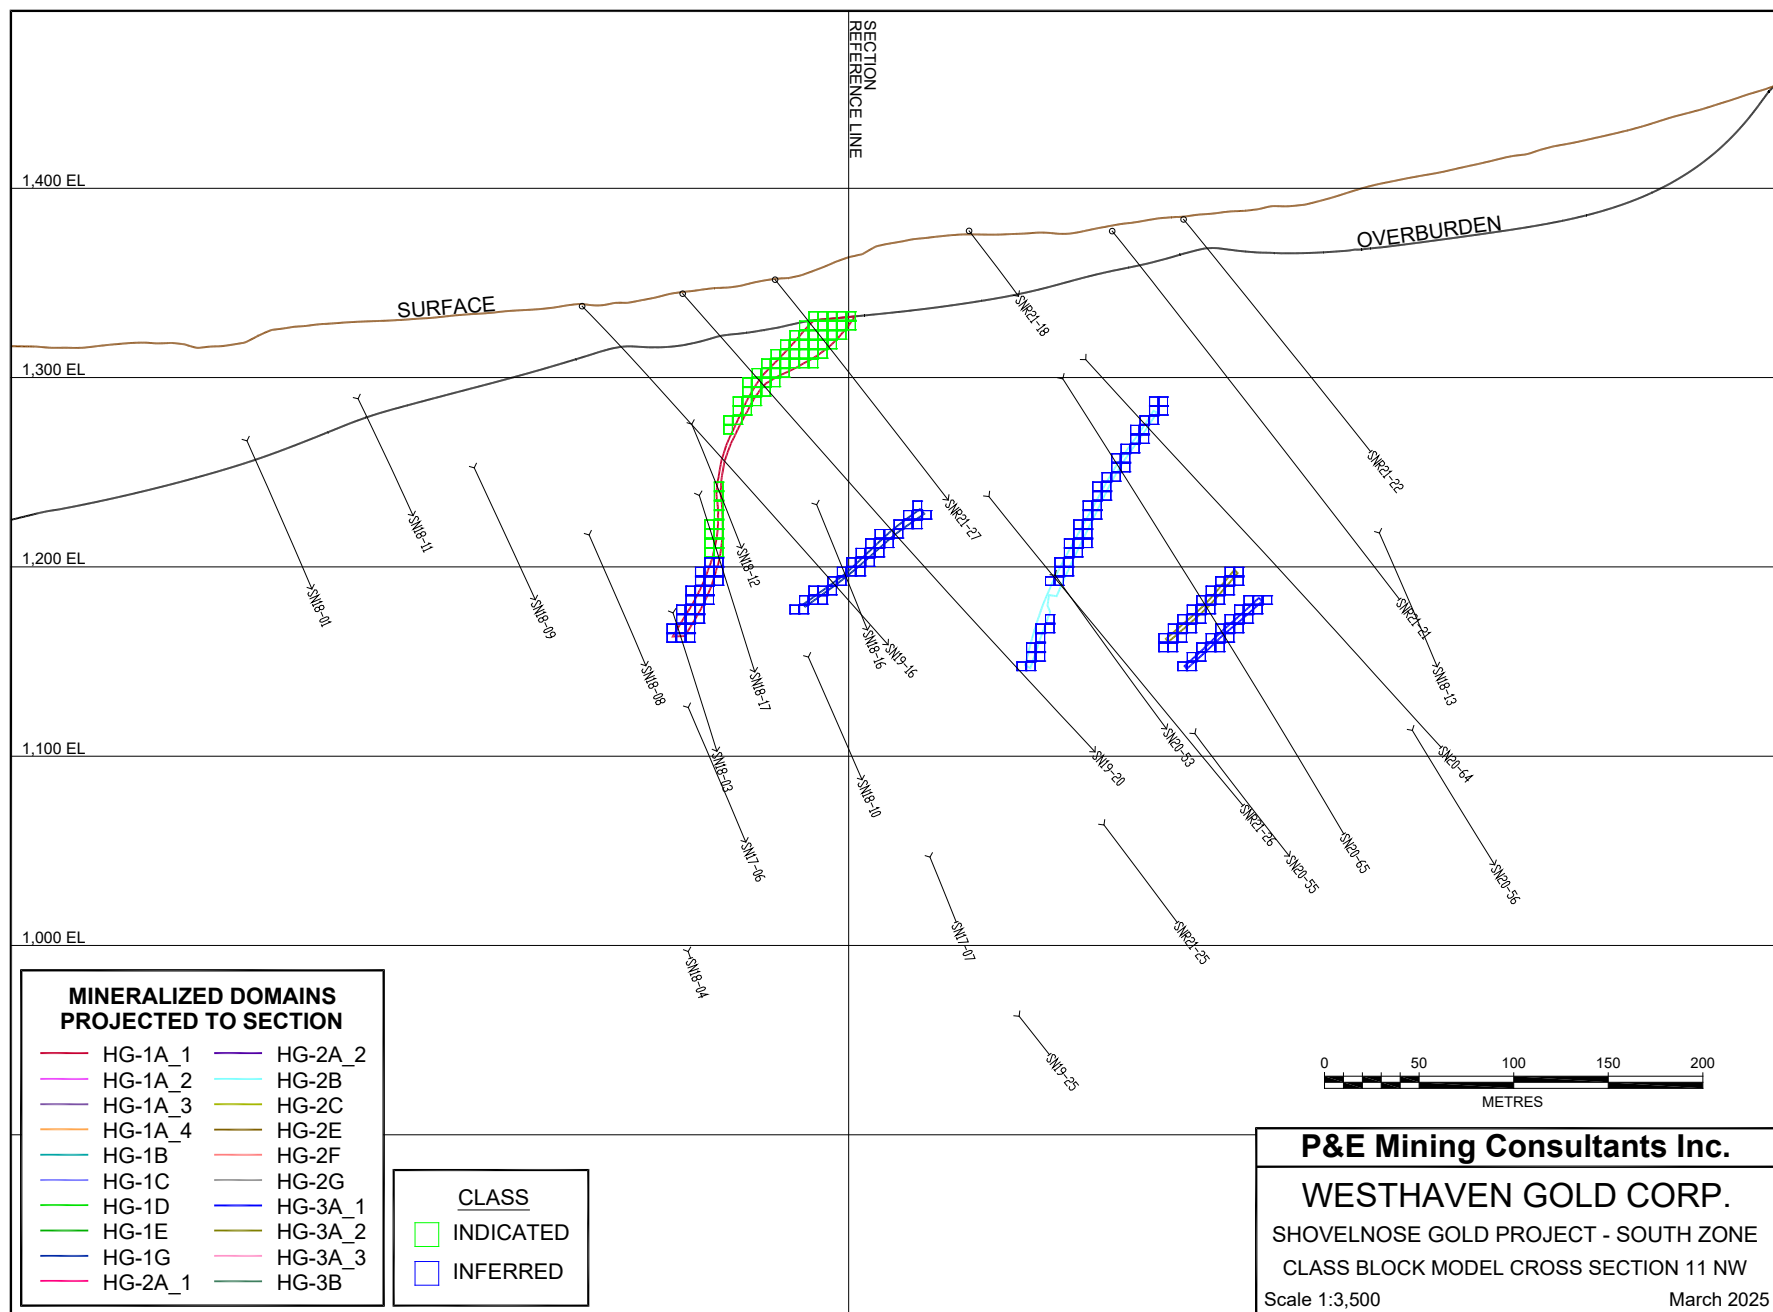 SECTION
REFERENCE LINE
1,400 EL
OVERBURDEN
SURFACE
SNR21-18
1,300 EL
SNR21-22
SNR21-27
SN18-11
SN18-12
1,200 EL
SN18-01
SN18-09
SN18-16
SN19-16
SNR21-21
SN18-08
SN18-17
SN18-13
1,100 EL
SN18-03
SN18-10
SN19-20
SN20-53
SN20-64
SN17-06
SNR21-26
SN20-55
SN20-65
SN20-56
1,000 EL
SN18-04
SN17-07
SNR21-25
SN19-25
MINERALIZED DOMAINS
PROJECTED TO SECTION
HG-1A_1
HG-1A_2
HG-1A_3
HG-1A_4
HG-1B
HG-1C
HG-1D
HG-1E
HG-1G
HG-2A_1
HG-2A_2
HG-2B
HG-2C
HG-2E
HG-2F
HG-2G
HG-3A_1
HG-3A_2
HG-3A_3
HG-3B
CLASS
INDICATED
INFERRED
0 50 100 150 200
METRES
P&E Mining Consultants Inc.
WESTHAVEN GOLD CORP.
SHOVELNOSE GOLD PROJECT - SOUTH ZONE
CLASS BLOCK MODEL CROSS SECTION 11 NW
Scale 1:3,500 March 2025